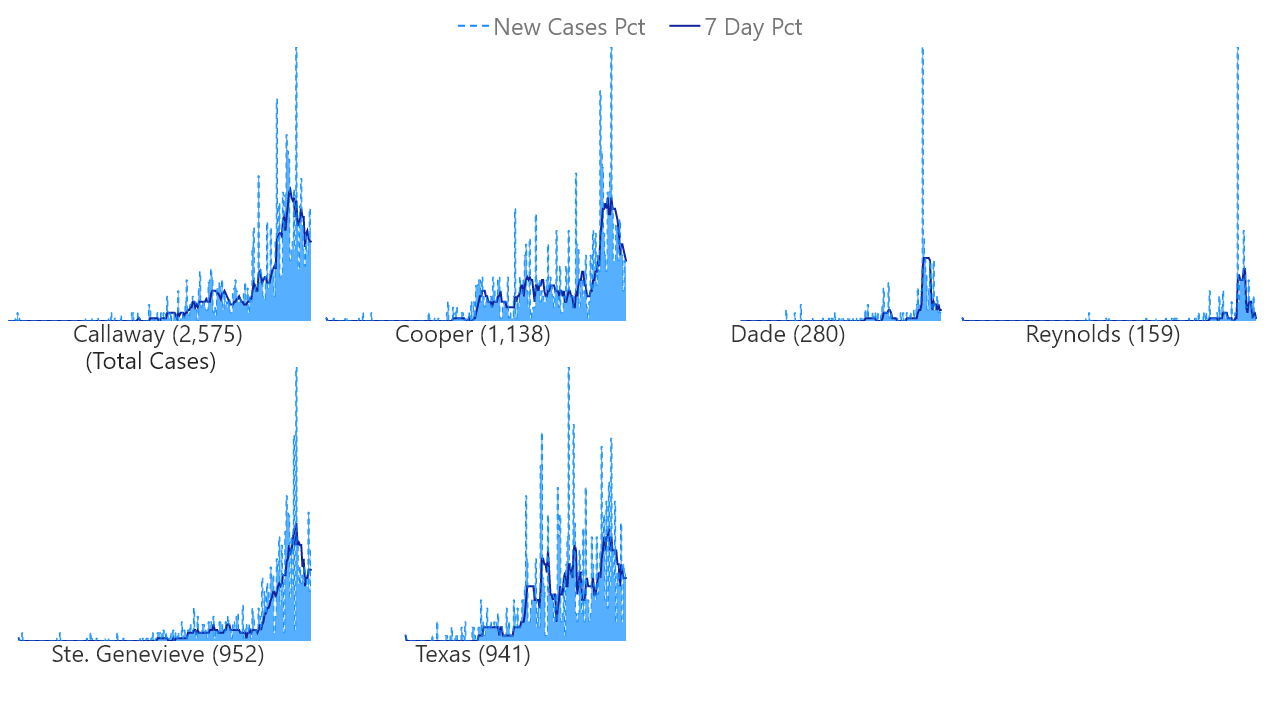 New Cases Pct 7 Day Pct
Callaway (2,575) Cooper (1,138) Dade (280) Reynolds (159)
(Total Cases)
Ste. Genevieve (952) Texas (941)